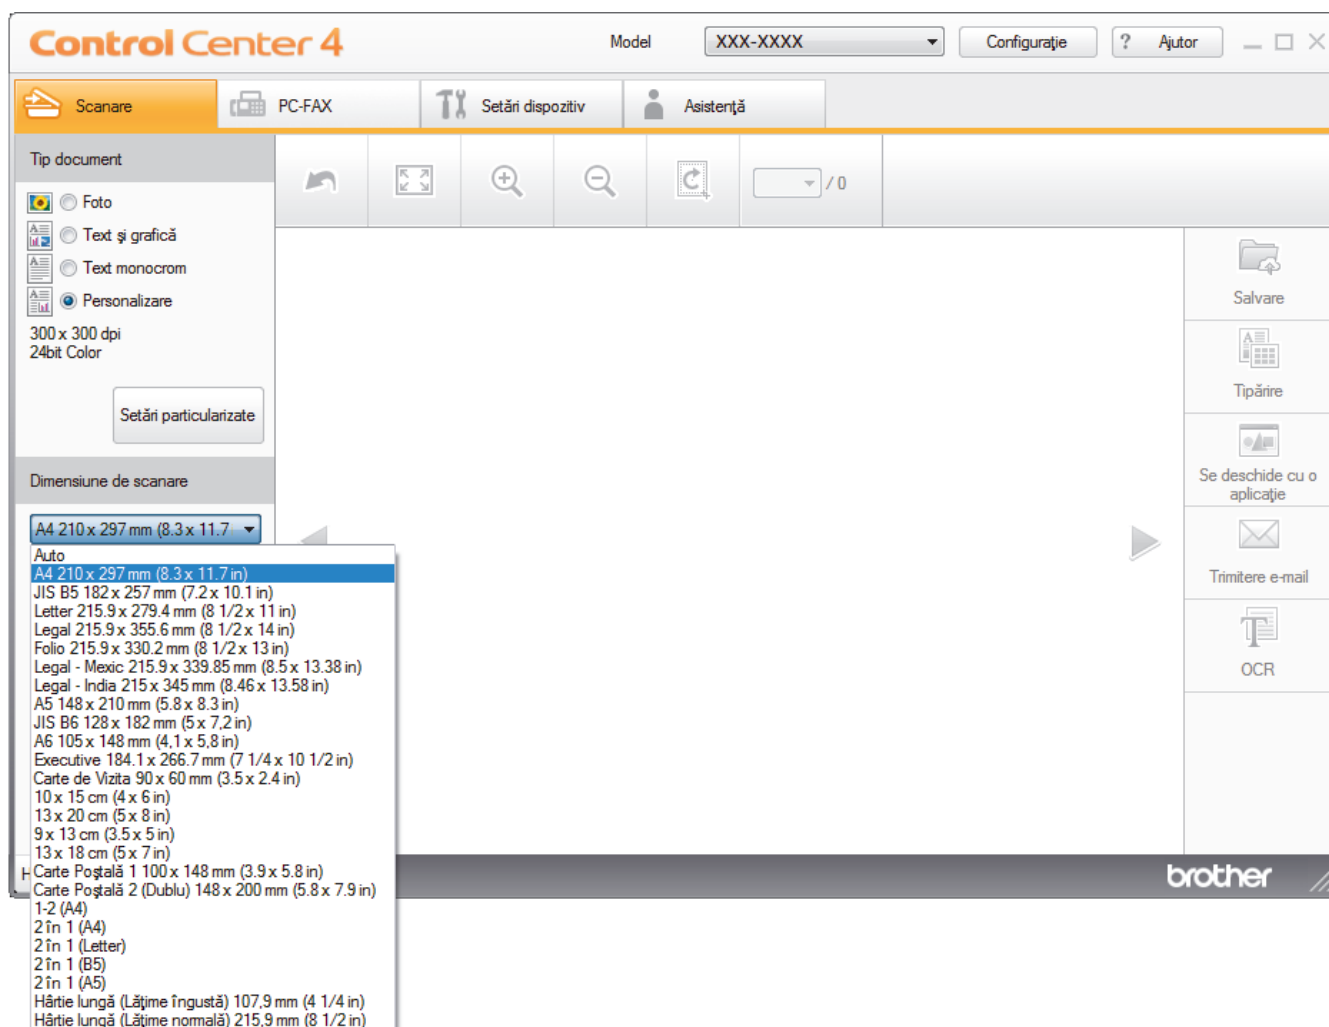 Control Center 4
Model
XXX-XXXX
Configuraţie
? Ajutor
Scanare
PC-FAX
Setări dispozitiv
Asistenţă
Tip document
Foto
Text şi grafică
Text monocrom
Personalizare
300 x 300 dpi
24bit Color
Setări particularizate
Dimensiune de scanare
A4 210 x 297 mm (8.3 x 11.7
Auto
A4 210 x 297 mm (8.3 x 11.7 in)
JIS B5 182 x 257 mm (7.2 x 10.1 in)
Letter 215.9 x 279.4 mm (8 1/2 x 11 in)
Legal 215.9 x 355.6 mm (8 1/2 x 14 in)
Folio 215.9 x 330.2 mm (8 1/2 x 13 in)
Legal - Mexic 215.9 x 339.85 mm (8.5 x 13.38 in)
Legal - India 215 x 345 mm (8.46 x 13.58 in)
A5 148 x 210 mm (5.8 x 8.3 in)
JIS B6 128 x 182 mm (5 x 7,2 in)
A6 105 x 148 mm (4,1 x 5,8 in)
Executive 184.1 x 266.7 mm (7 1/4 x 10 1/2 in)
Carte de Vizita 90 x 60 mm (3.5 x 2.4 in)
10 x 15 cm (4 x 6 in)
13 x 20 cm (5 x 8 in)
9 x 13 cm (3.5 x 5 in)
13 x 18 cm (5 x 7 in)
Carte Poştală 1 100 x 148 mm (3.9 x 5.8 in)
Carte Poştală 2 (Dublu) 148 x 200 mm (5.8 x 7.9 in)
1-2 (A4)
2 în 1 (A4)
2 în 1 (Letter)
2 în 1 (B5)
2 în 1 (A5)
Hârtie lungă (Lăţime îngustă) 107,9 mm (4 1/4 in)
Hârtie lungă (Lăţime normală) 215,9 mm (8 1/2 in)
/ 0
Salvare
Tipărire
Se deschide cu o
aplicaţie
Trimitere e-mail
OCR
brother